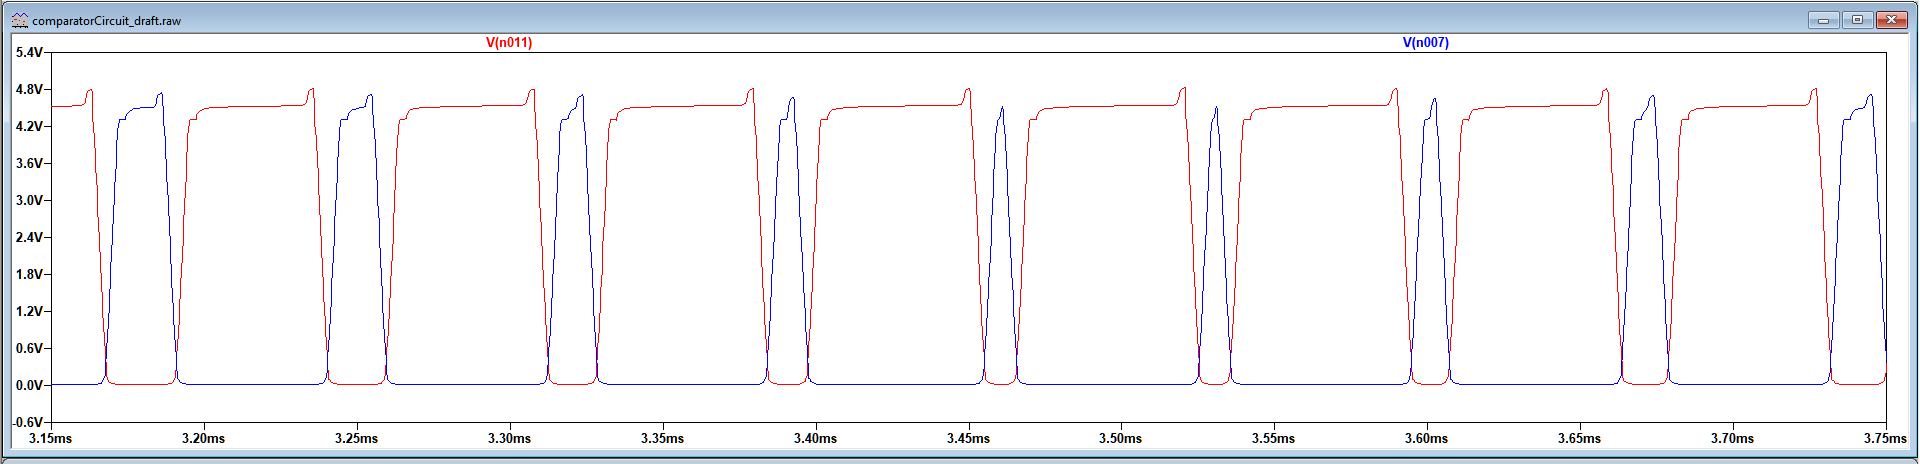 comparatorCircuit_draft.raw
V(n011) V(n007)
5.4V
4.8V
4.2V
3.6V
3.0V
2.4V
1.8V
1.2V
0.6V
0.0V
-0.6V
3.15ms 3.20ms 3.25ms 3.30ms 3.35ms 3.40ms 3.45ms 3.50ms 3.55ms 3.60ms 3.65ms 3.70ms 3.75ms